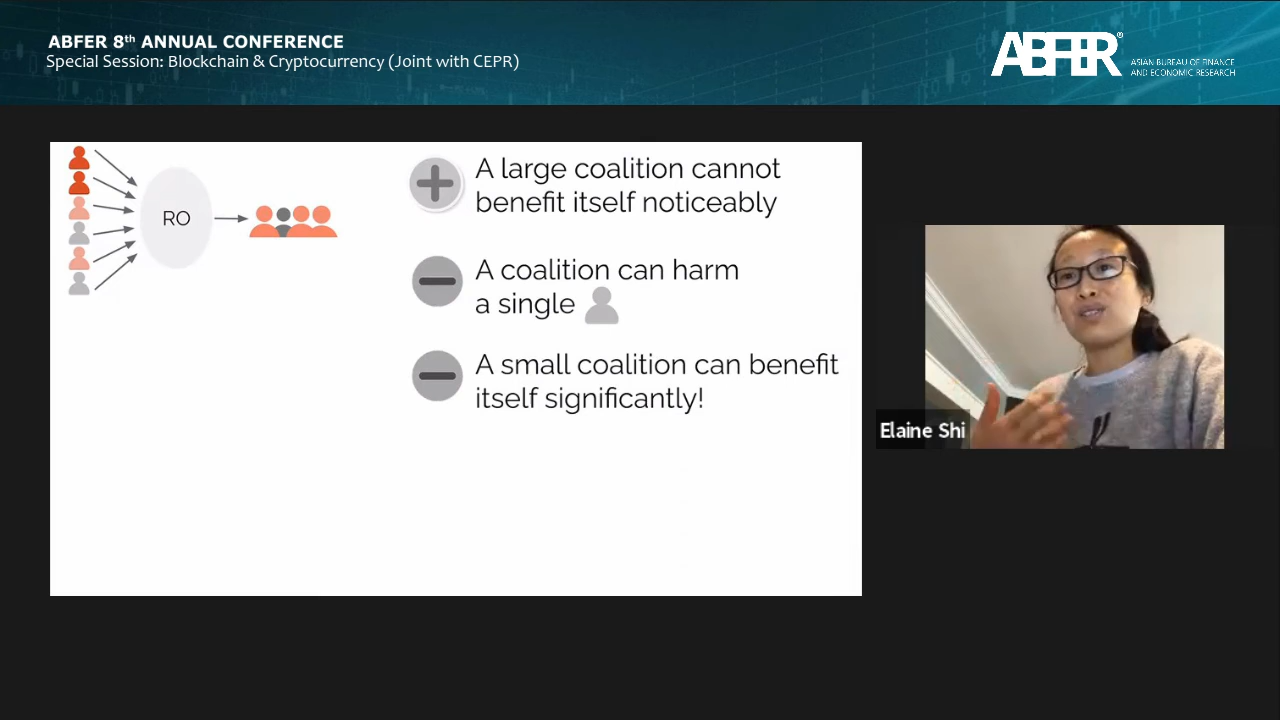 ABFER 8th ANNUAL CONFERENCE
Special Session: Blockchain & Cryptocurrency (Joint with CEPR)
ABFER®
ASIAN BUREAU OF FINANCE
AND ECONOMIC RESEARCH
RO
A large coalition cannot
benefit itself noticeably
A coalition can harm
a single
A small coalition can benefit
itself significantly!
Elaine Shi